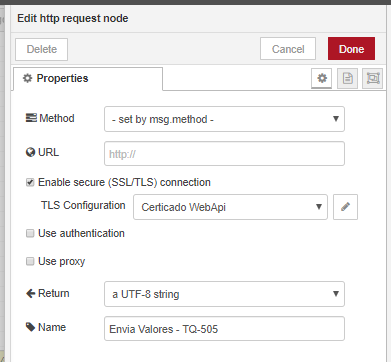 Edit http request node
Delete
Cancel
Done
Properties
Method
- set by msg.method -
URL
http://
Enable secure (SSL/TLS) connection
TLS Configuration
Certicado WebApi
Use authentication
Use proxy
Return
a UTF-8 string
Name
Envia Valores - TQ-505